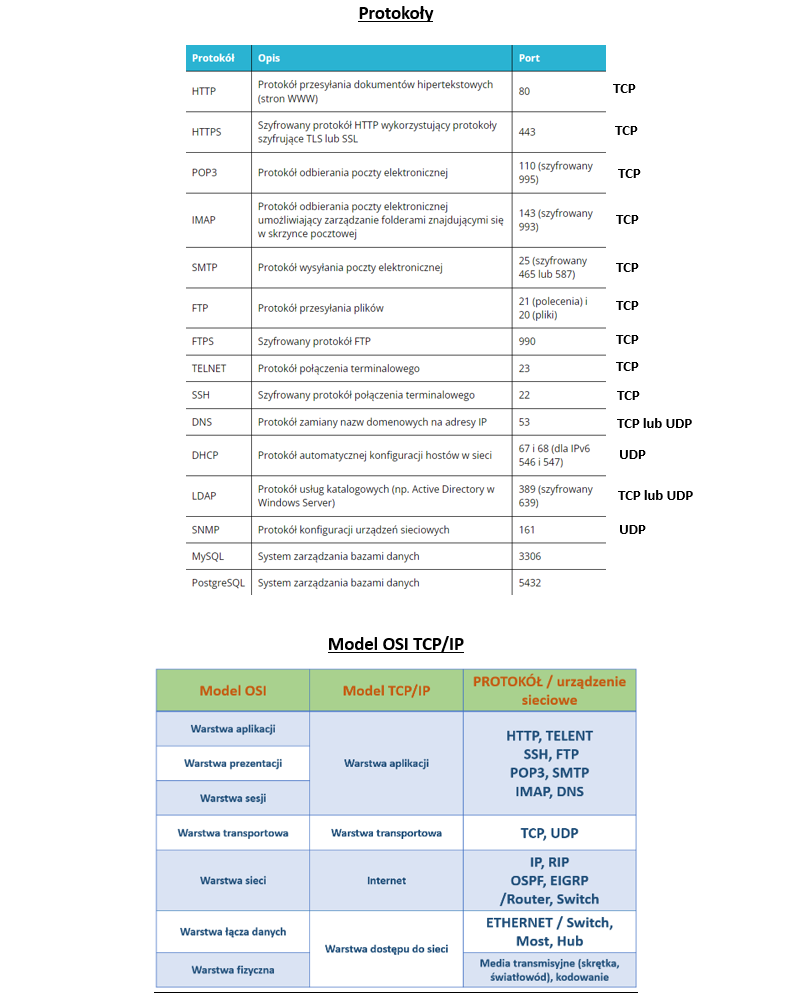 Protokoły
Protokół Opis Port
HTTP Protokół przesyłania dokumentów hipertekstowych (stron WWW) 80 TCP
HTTPS Szyfrowany protokół HTTP wykorzystujący protokoły szyfrujące TLS lub SSL 443 TCP
POP3 Protokół odbierania poczty elektronicznej 110 (szyfrowany 995) TCP
IMAP Protokół odbierania poczty elektronicznej umożliwiający zarządzanie folderami znajdującymi się w skrzynce pocztowej 143 (szyfrowany 993) TCP
SMTP Protokół wysyłania poczty elektronicznej 25 (szyfrowany 465 lub 587) TCP
FTP Protokół przesyłania plików 21 (polecenia) i 20 (pliki) TCP
FTPS Szyfrowany protokół FTP 990 TCP
TELNET Protokół połączenia terminalowego 23 TCP
SSH Szyfrowany protokół połączenia terminalowego 22 TCP
DNS Protokół zamiany nazw domenowych na adresy IP 53 TCP lub UDP
DHCP Protokół automatycznej konfiguracji hostów w sieci 67 i 68 (dla IPv6 546 i 547) UDP
LDAP Protokół usług katalogowych (np. Active Directory w Windows Server) 389 (szyfrowany 639) TCP lub UDP
SNMP Protokół konfiguracji urządzeń sieciowych 161 UDP
MySQL System zarządzania bazami danych 3306
PostgreSQL System zarządzania bazami danych 5432
Model OSI TCP/IP
Model OSI Model TCP/IP PROTOKÓŁ / urządzenie sieciowe
Warstwa aplikacji
Warstwa prezentacji
Warstwa sesji
Warstwa aplikacji
HTTP, TELENT
SSH, FTP
POP3, SMTP
IMAP, DNS
Warstwa transportowa Warstwa transportowa TCP, UDP
Warstwa sieci Internet
IP, RIP
OSPF, EIGRP
/Router, Switch
Warstwa łącza danych
Warstwa fizyczna
Warstwa dostępu do sieci
ETHERNET / Switch,
Most, Hub
Media transmisyjne (skrętka,
światłowód), kodowanie